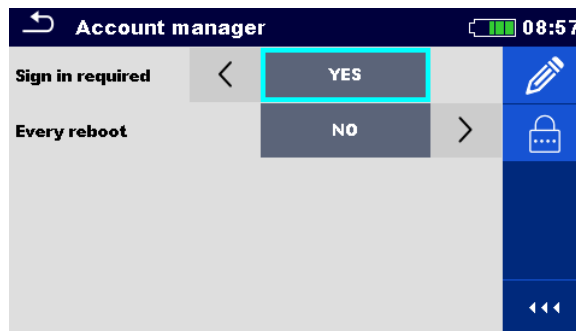 Account manager 08:57
Sign in required YES
Every reboot NO